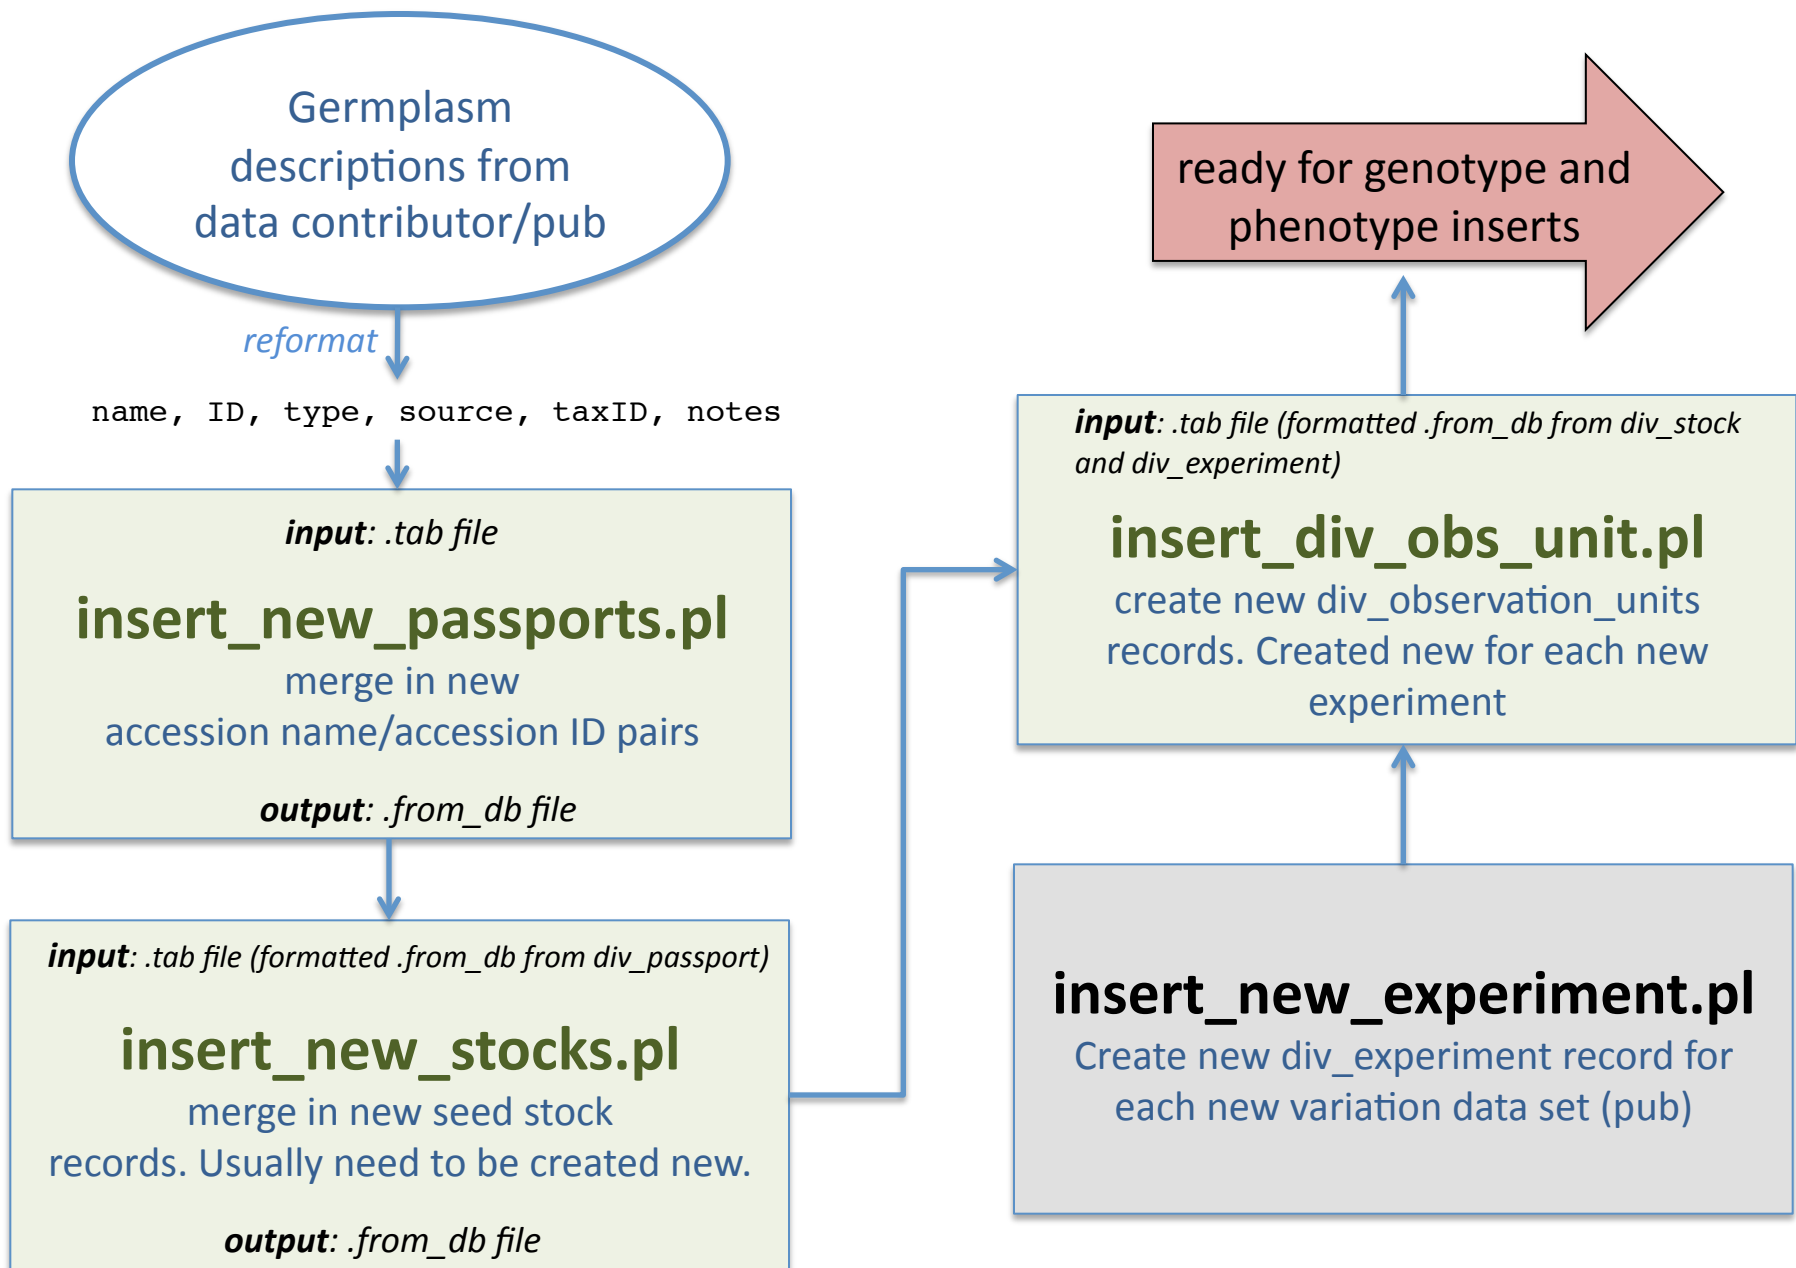 Germplasm
descriptions from
data contributor/pub
reformat
name, ID, type, source, taxID, notes
input: .tab file
insert_new_passports.pl
merge in new
accession name/accession ID pairs
output: .from_db file
input: .tab file (formatted .from_db from div_passport)
insert_new_stocks.pl
merge in new seed stock
records. Usually need to be created new.
output: .from_db file
ready for genotype and
phenotype inserts
input: .tab file (formatted .from_db from div_stock
and div_experiment)
insert_div_obs_unit.pl
create new div_observation_units
records. Created new for each new
experiment
insert_new_experiment.pl
Create new div_experiment record for
each new variation data set (pub)